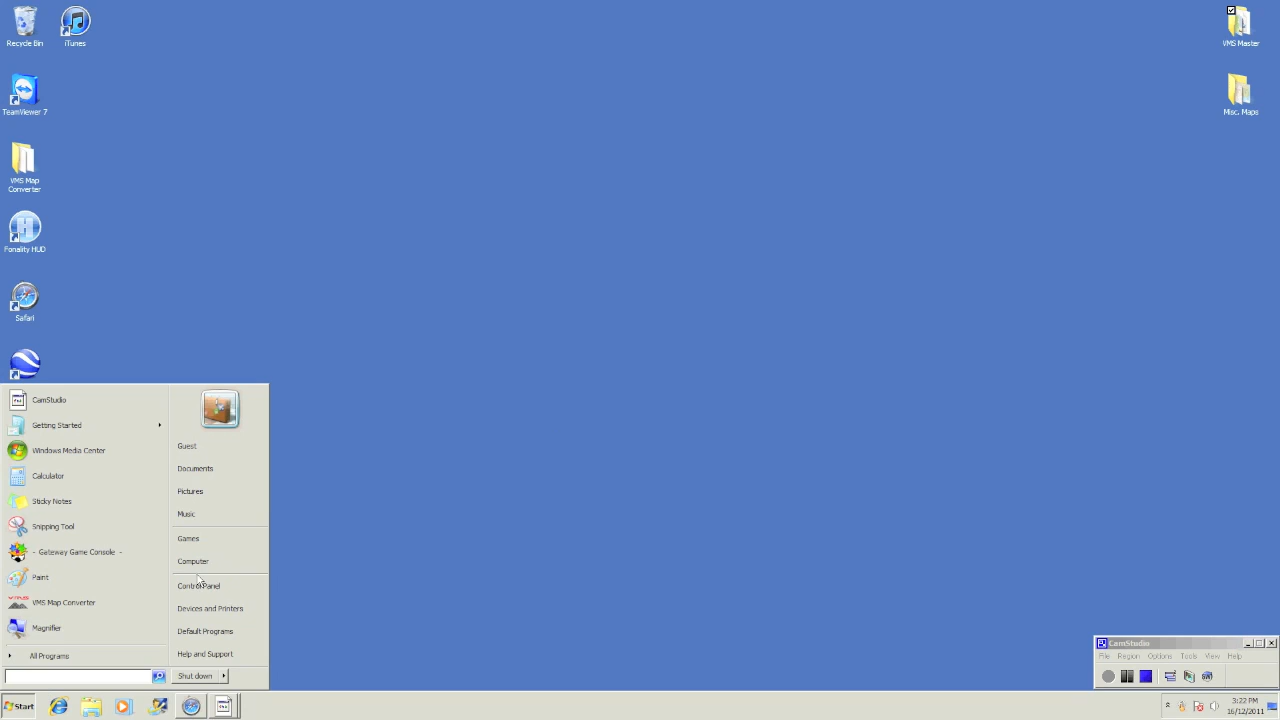 Recycle Bin
iTunes
TeamViewer 7
VMS Map
Converter
Fonality HUD
Safari
VMS Master
Misc. Maps
CamStudio
Getting Started
Windows Media Center
Calculator
Sticky Notes
Snipping Tool
- Gateway Game Console -
Paint
VMS Map Converter
Magnifier
All Programs
Guest
Documents
Pictures
Music
Games
Computer
Control Panel
Devices and Printers
Default Programs
Help and Support
Shut down
CamStudio
File Region Options Tools View Help
Start
3:22 PM
16/12/2011